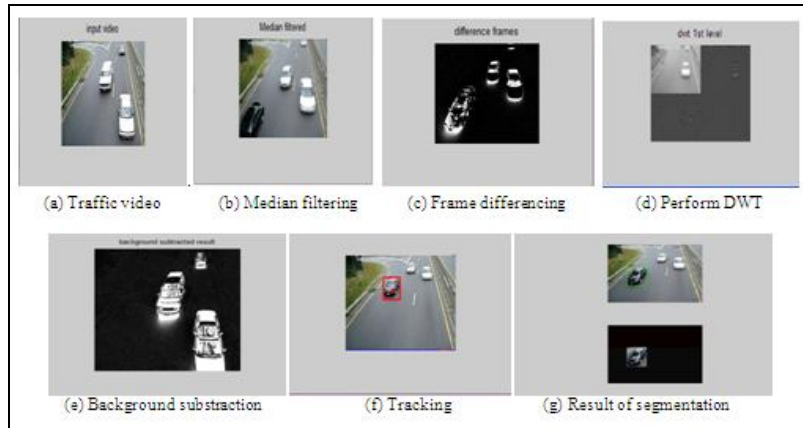 input video
Median filtered
difference frames
dwt 1st level
(a) Traffic video
(b) Median filtering
(c) Frame differencing
(d) Perform DWT
background subtracted result
(e) Background substraction
(f) Tracking
(g) Result of segmentation